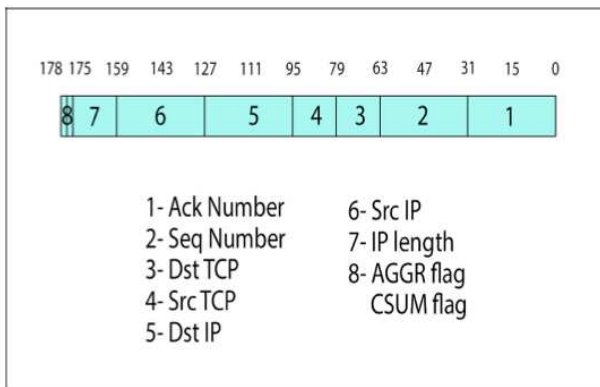 178 175 159 143 127 111 95 79 63 47 31 15 0
8 7 6 5 4 3 2 1
1- Ack Number
2- Seq Number
3- Dst TCP
4- Src TCP
5- Dst IP
6- Src IP
7- IP length
8- AGGR flag
CSUM flag